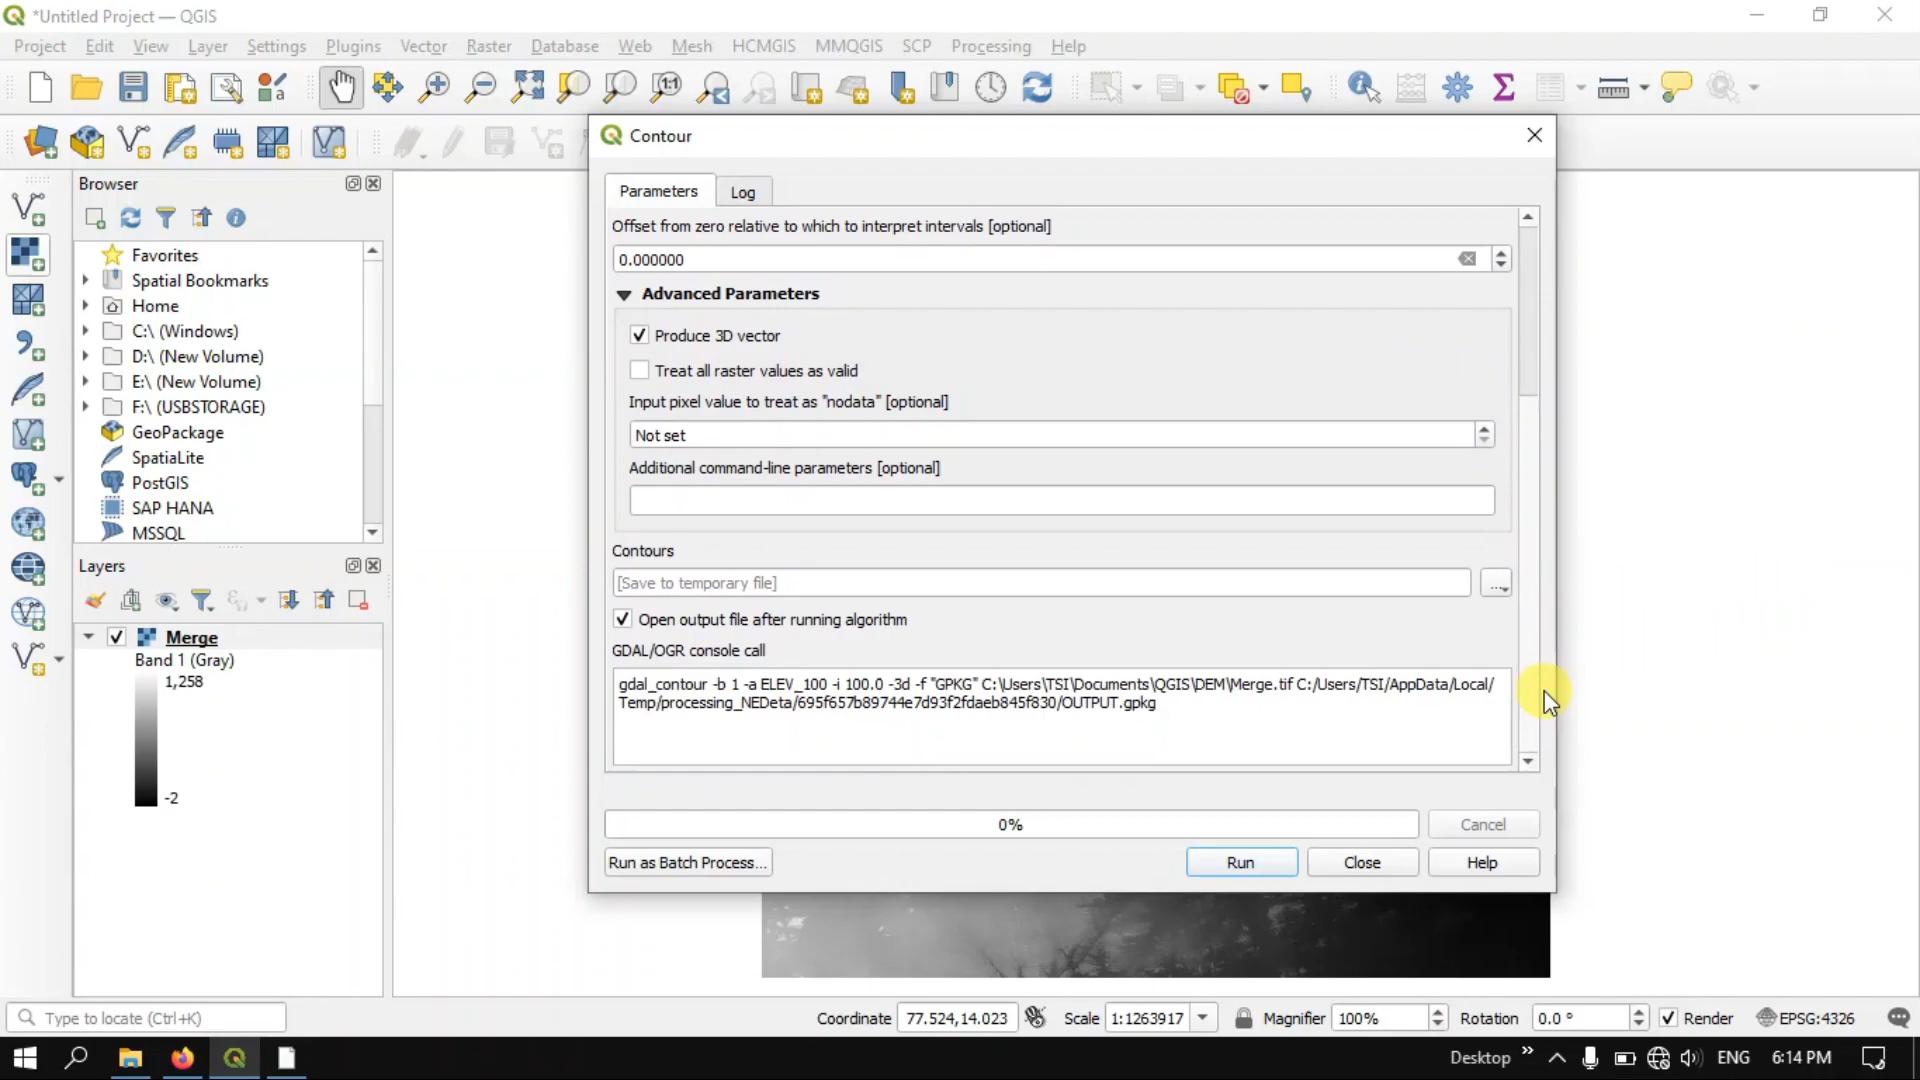 *Untitled Project — QGIS
Project Edit View Layer Settings Plugins Vector Raster Database Web Mesh HCMGIS MMQGIS SCP Processing Help
Contour
Parameters
Log
Offset from zero relative to which to interpret intervals [optional]
0.000000
Advanced Parameters
Produce 3D vector
Treat all raster values as valid
Input pixel value to treat as "nodata" [optional]
Not set
Additional command-line parameters [optional]
Contours
[Save to temporary file]
...
Open output file after running algorithm
GDAL/OGR console call
gdal_contour -b 1 -a ELEV_100 -i 100.0 -3d -f "GPKG" C:\Users\TSI\Documents\QGIS\DEM\Merge.tif C:/Users/TSI/AppData/Local/
Temp/processing_NEDeta/695f657b89744e7d93f2fdaeb845f830/OUTPUT.gpkg
0%
Cancel
Run as Batch Process...
Run
Close
Help
Browser
Favorites
Spatial Bookmarks
Home
C:\ (Windows)
D:\ (New Volume)
E:\ (New Volume)
F:\ (USBSTORAGE)
GeoPackage
SpatiaLite
PostGIS
SAP HANA
MSSQL
Layers
Merge
Band 1 (Gray)
1,258
-2
Type to locate (Ctrl+K)
Coordinate 77.524,14.023
Scale 1:1263917
Magnifier 100%
Rotation 0.0 °
Render
EPSG:4326
Desktop
ENG
6:14 PM